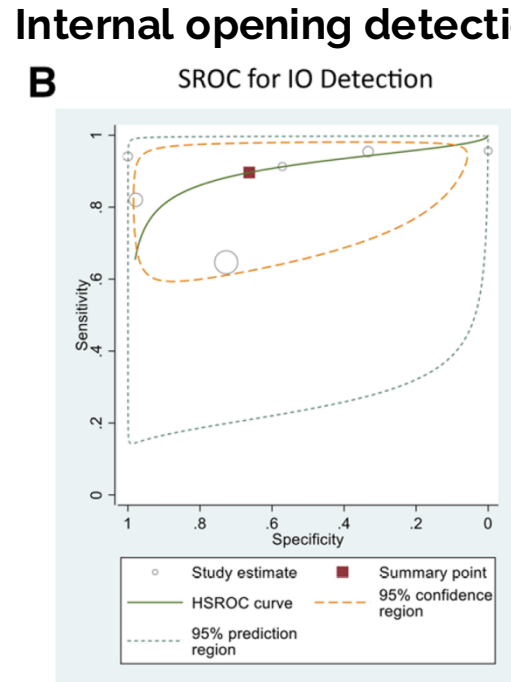 Internal opening detecti
B
SROC for IO Detection
Sensitivity
1
.8
.6
.4
.2
0
1 .8 .6 .4 .2 0
Specificity
Study estimate
Summary point
HSROC curve
95% confidence
region
95% prediction
region